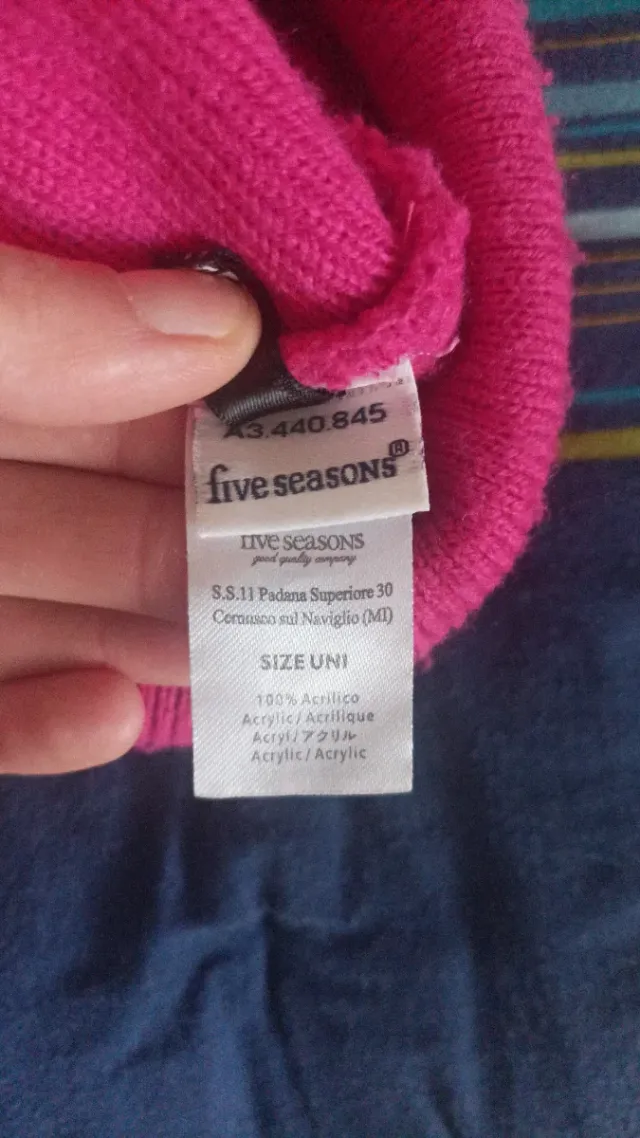 A3.440.845
five seasons®
five seasons
good quality company
S.S.11 Padana Superiore 30
Cernusco sul Naviglio (MI)
SIZE UNI
100% Acrilico
Acrylic/Acrilique
Acryl/アクリル
Acrylic/Acrylic